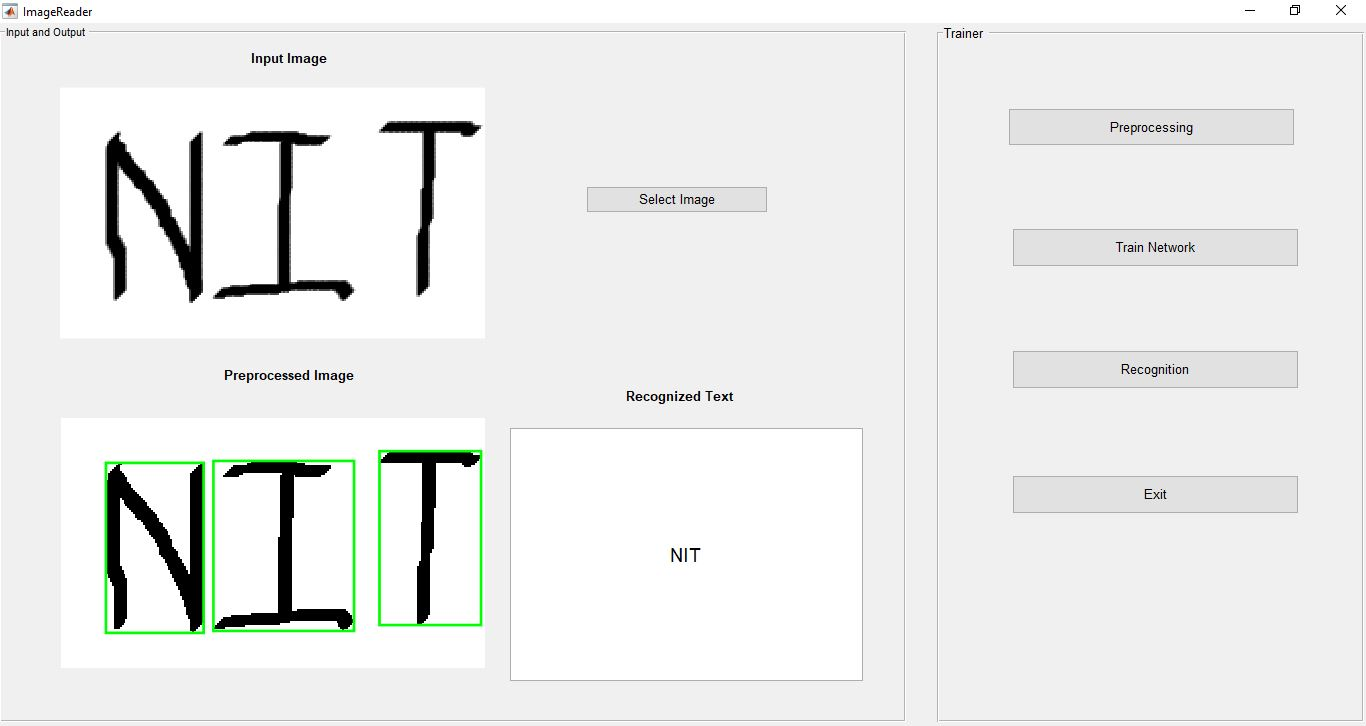 ImageReader
Input and Output
Trainer
Input Image
NIT
Preprocessing
Select Image
Train Network
Preprocessed Image
Recognition
Recognized Text
NIT
NIT
Exit